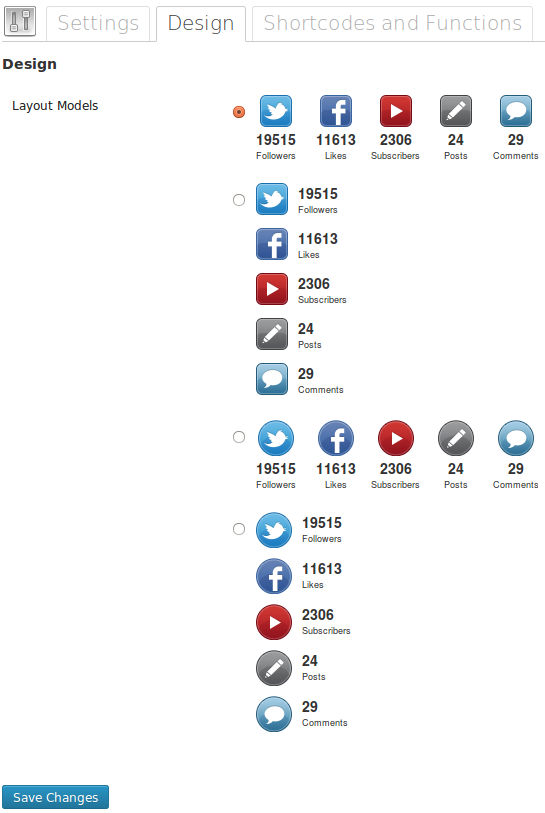 Settings Design Shortcodes and Functions
Design
Layout Models
19515 11613 2306 24 29
Followers Likes Subscribers Posts Comments
19515
Followers
11613
Likes
2306
Subscribers
24
Posts
29
Comments
19515 11613 2306 24 29
Followers Likes Subscribers Posts Comments
19515
Followers
11613
Likes
2306
Subscribers
24
Posts
29
Comments
Save Changes